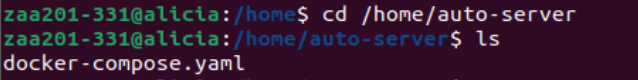 zaa201-331@alicia:/home$ cd /home/auto-server
zaa201-331@alicia:/home/auto-server$ ls
docker-compose.yaml